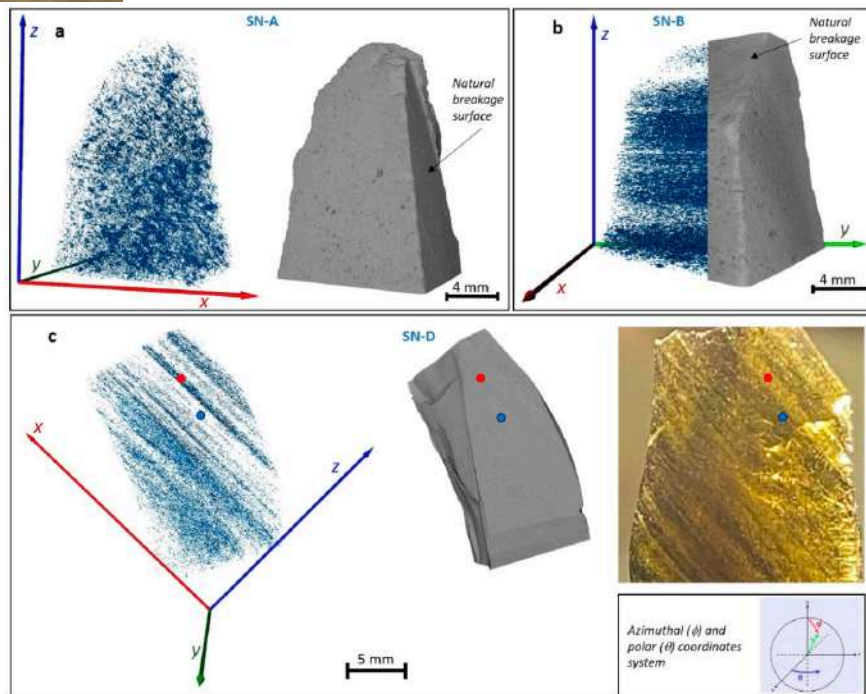 a
SN-A
z
Natural
breakage
surface
y
x
4 mm
b
SN-B
z
Natural
breakage
surface
y
x
4 mm
c
SN-D
x
z
y
5 mm
Azimuthal (ϕ) and
polar (θ) coordinates
system
θ